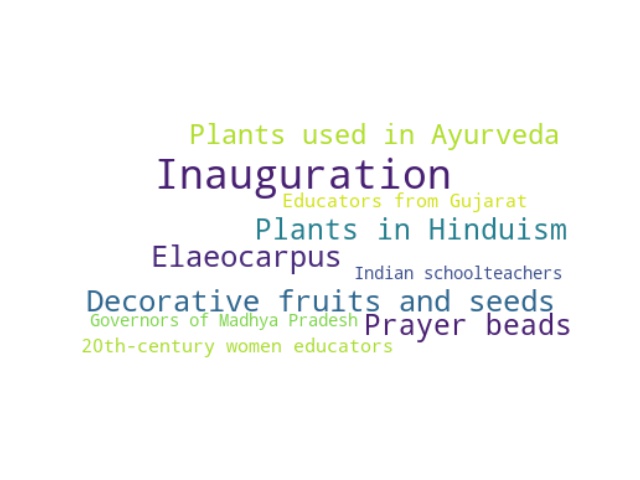 Plants used in Ayurveda
Inauguration
Educators from Gujarat
Plants in Hinduism
Elaeocarpus
Indian schoolteachers
Decorative fruits and seeds
Governors of Madhya Pradesh
Prayer beads
20th-century women educators